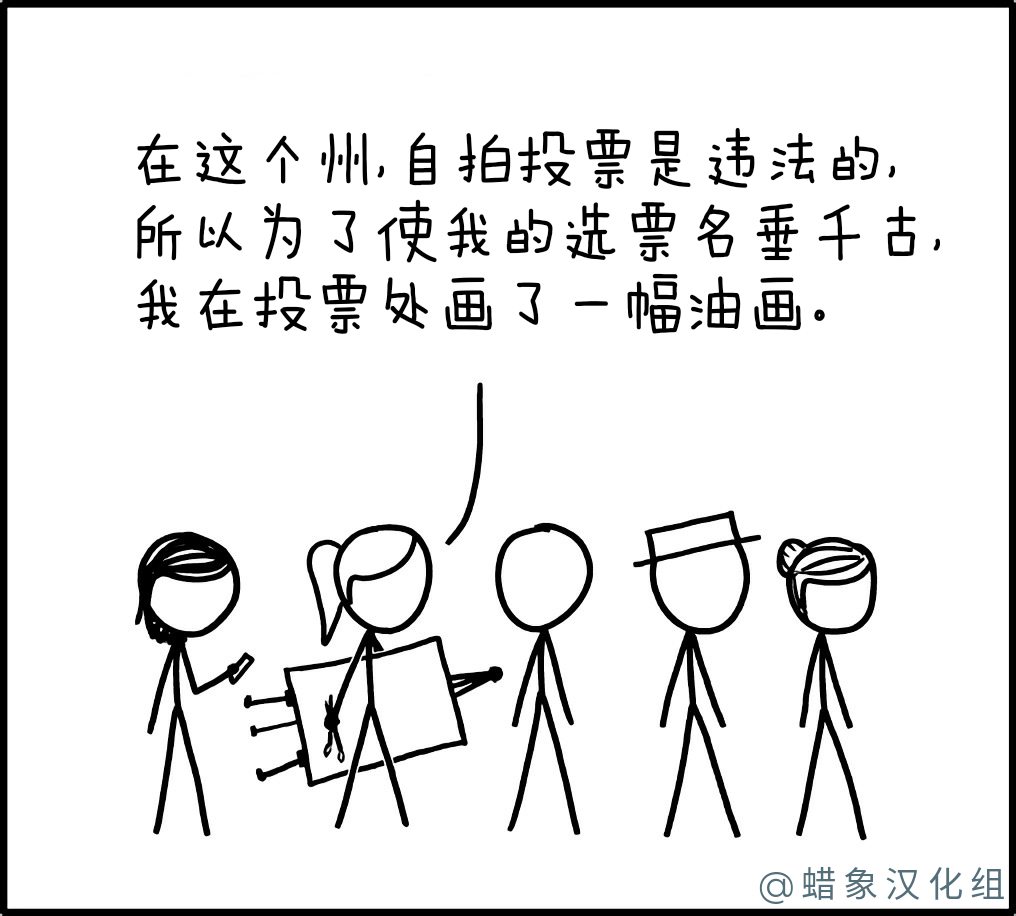 在这个州,自拍投票是违法的,
所以为了使我的选票名垂千古,
我在投票处画了一幅油画。
@蜡象汉化组